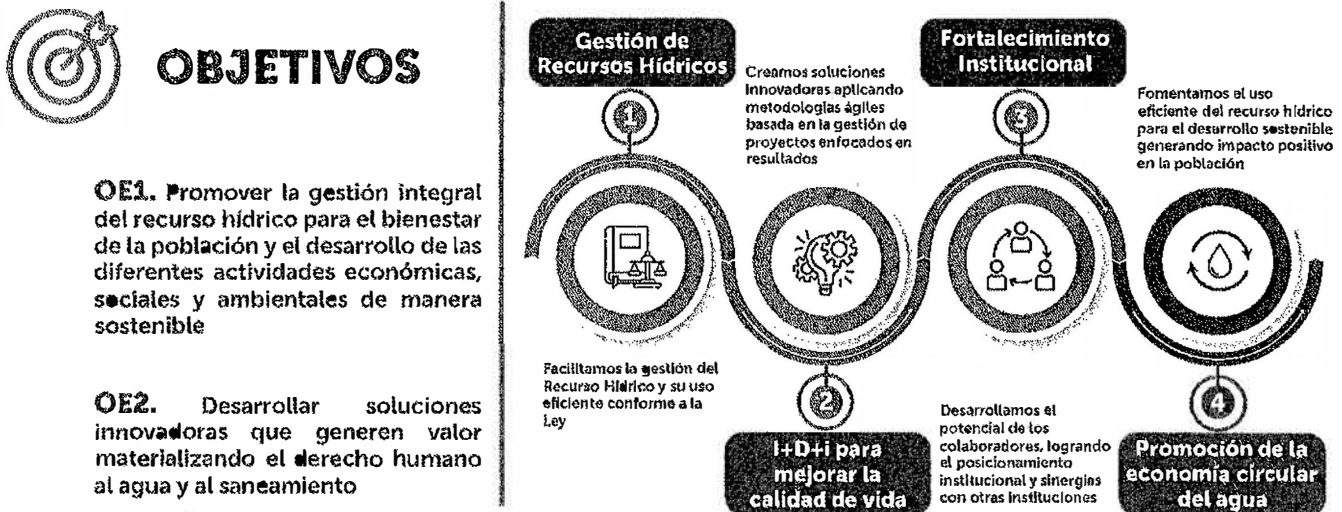 OBJETIVOS
OE1. Promover la gestión integral
del recurso hídrico para el bienestar
de la población y el desarrollo de las
diferentes actividades económicas,
sociales y ambientales de manera
sostenible
OE2. Desarrollar soluciones
innovadoras que generen valor
materializando el derecho humano
al agua y al saneamiento
Gestión de
Recursos Hídricos
1
Facilitamos la gestión del
Recurso Hídrico y su uso
eficiente conforme a la
Ley
Creamos soluciones
innovadoras aplicando
metodologías ágiles
basada en la gestión de
proyectos enfocados en
resultados
2
I+D+i para
mejorar la
calidad de vida
Fortalecimiento
Institucional
3
Desarrollamos el
potencial de los
colaboradores, logrando
el posicionamiento
institucional y sinergias
con otras instituciones
Fomentamos el uso
eficiente del recurso hídrico
para el desarrollo sostenible
generando impacto positivo
en la población
4
Promoción de la
economía circular
del agua